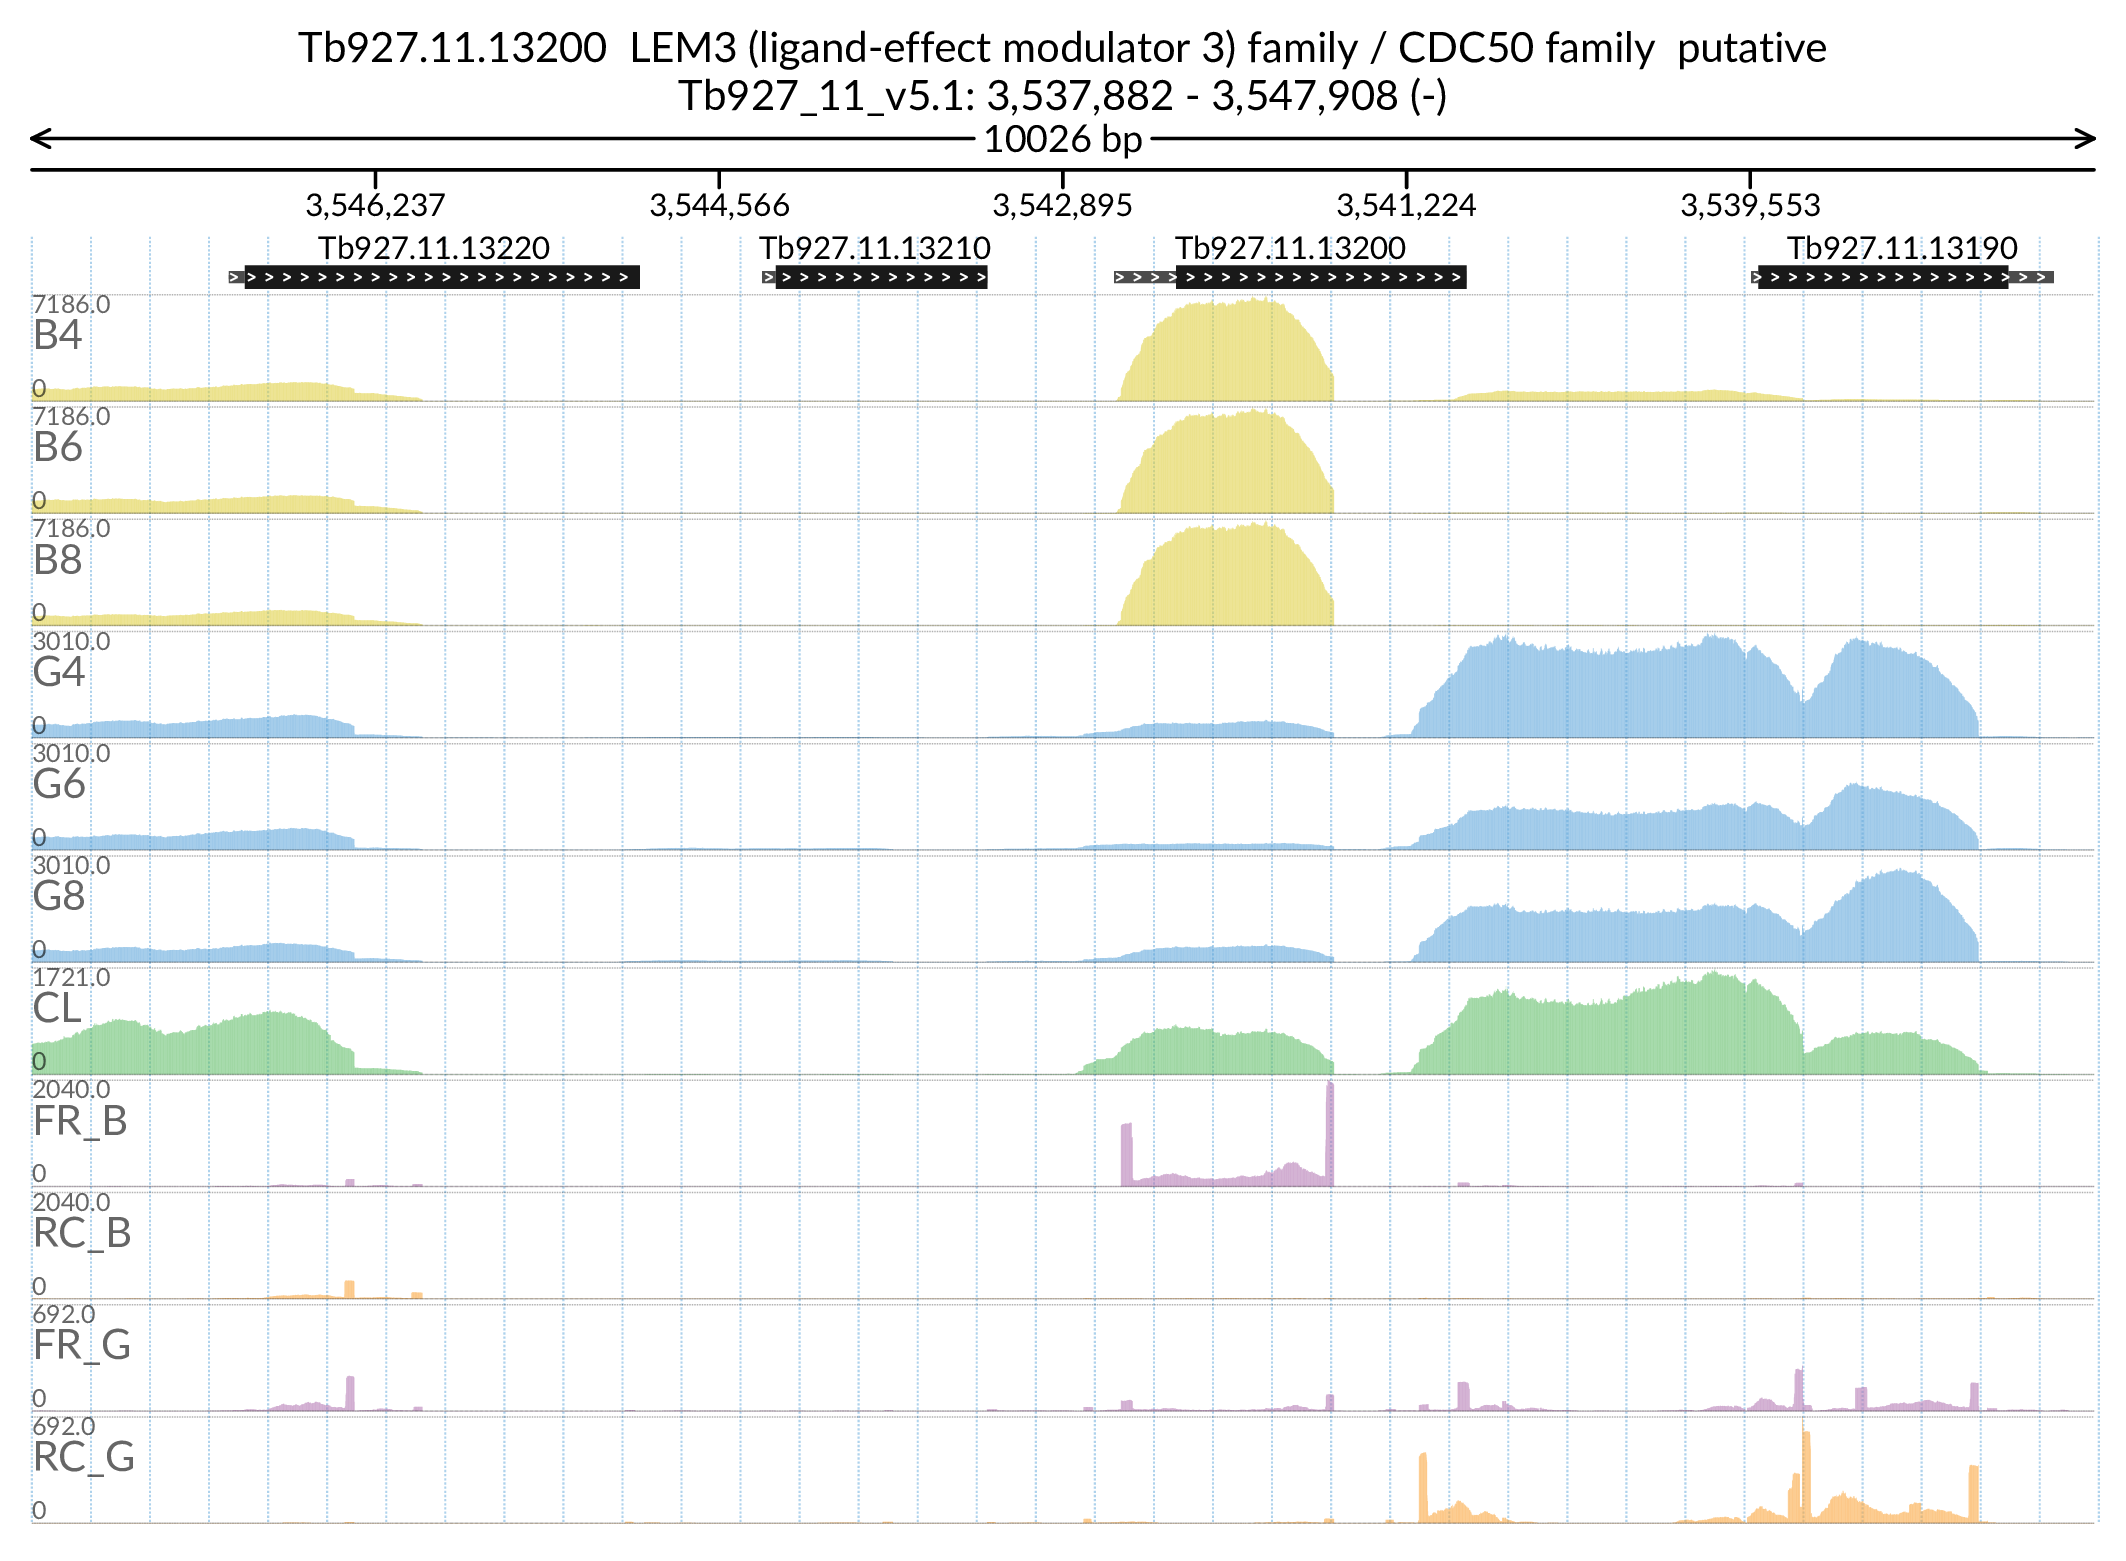 Tb927.11.13200  LEM3 (ligand-effect modulator 3) family / CDC50 family  putative
Tb927_11_v5.1: 3,537,882 - 3,547,908 (-)
10026 bp
3,546,237 3,544,566 3,542,895 3,541,224 3,539,553
Tb927.11.13220 Tb927.11.13210 Tb927.11.13200 Tb927.11.13190
7186.0
B4
0
7186.0
B6
0
7186.0
B8
0
3010.0
G4
0
3010.0
G6
0
3010.0
G8
0
1721.0
CL
0
2040.0
FR_B
0
2040.0
RC_B
0
692.0
FR_G
0
692.0
RC_G
0